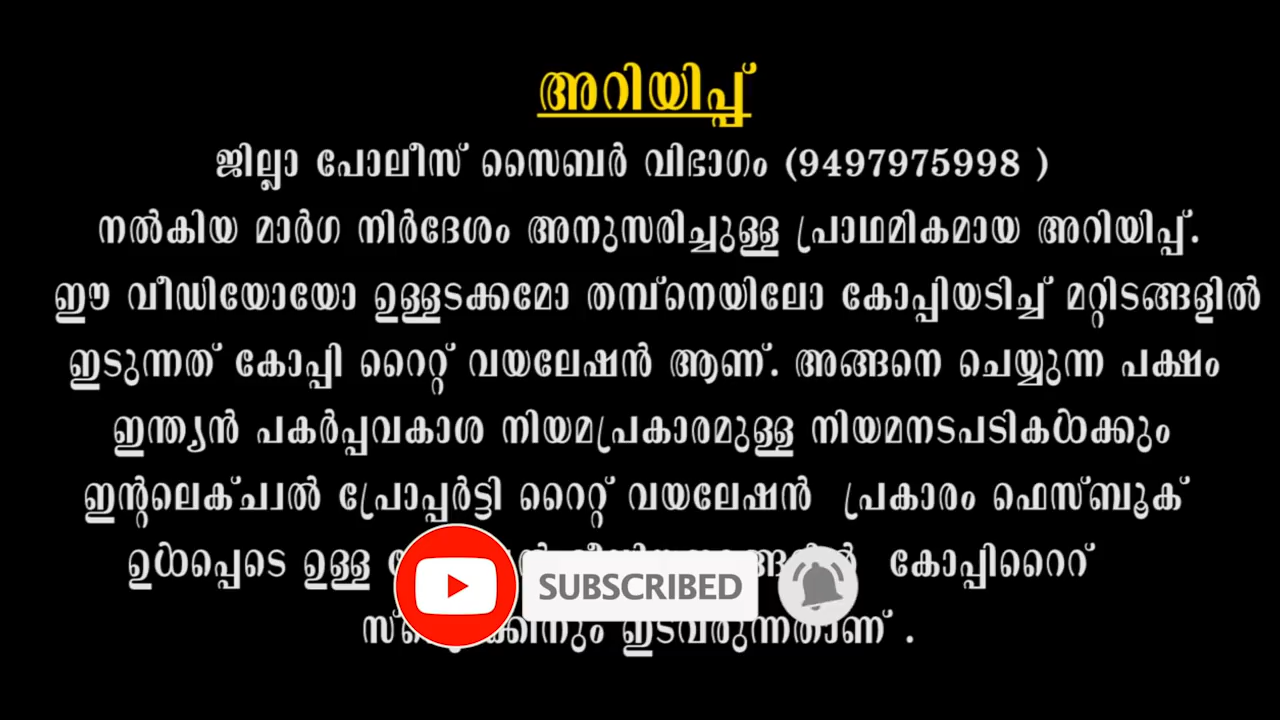 അറിയിപ്പ്
ജില്ലാ പോലീസ് സൈബർ വിഭാഗം (9497975998 )
നൽകിയ മാർഗ നിർദേശം അനുസരിച്ചുള്ള പ്രാഥമികമായ അറിയിപ്പ്.
ഈ വീഡിയോയോ ഉള്ളടക്കമോ തമ്പ്നെയിലോ കോപ്പിയടിച്ച് മറ്റിടങ്ങളിൽ
ഇടുന്നത് കോപ്പി റൈറ്റ് വയലേഷൻ ആണ്. അങ്ങനെ ചെയ്യുന്ന പക്ഷം
ഇന്ത്യൻ പകർപ്പവകാശ നിയമപ്രകാരമുള്ള നിയമനടപടികൾക്കും
ഇന്റലെക്ച്വൽ പ്രോപ്പർട്ടി റൈറ്റ് വയലേഷൻ പ്രകാരം ഫെസ്ബൂക്
ഉൾപ്പെടെ ഉള്ള കോപ്പിറൈറ്
ഇടവരുന്നതാണ് .
SUBSCRIBED